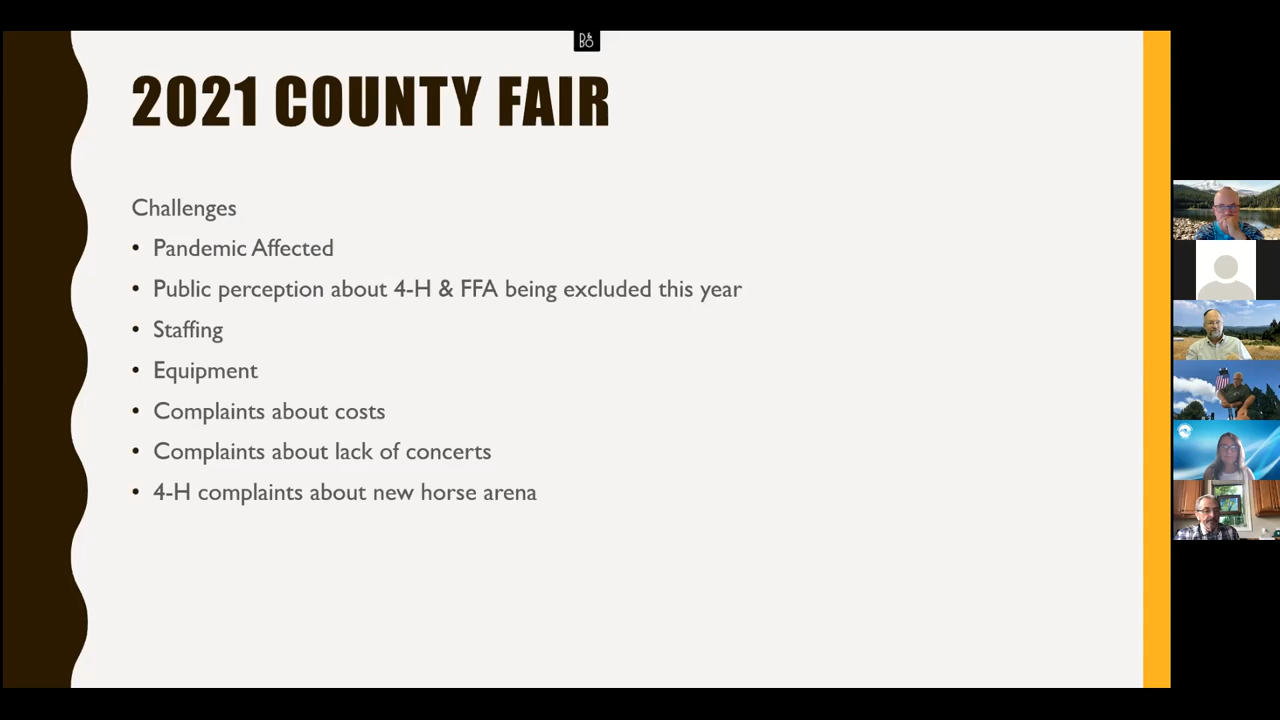 B&O
2021 COUNTY FAIR
Challenges
• Pandemic Affected
• Public perception about 4-H & FFA being excluded this year
• Staffing
• Equipment
• Complaints about costs
• Complaints about lack of concerts
• 4-H complaints about new horse arena